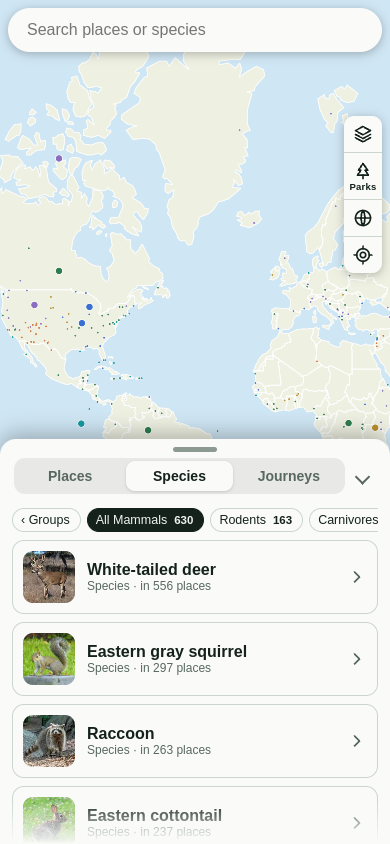 Search places or species
Parks
Places
Species
Journeys
‹ Groups
All Mammals 630
Rodents 163
Carnivores
White-tailed deer
Species · in 556 places
Eastern gray squirrel
Species · in 297 places
Raccoon
Species · in 263 places
Eastern cottontail
Species · in 237 places